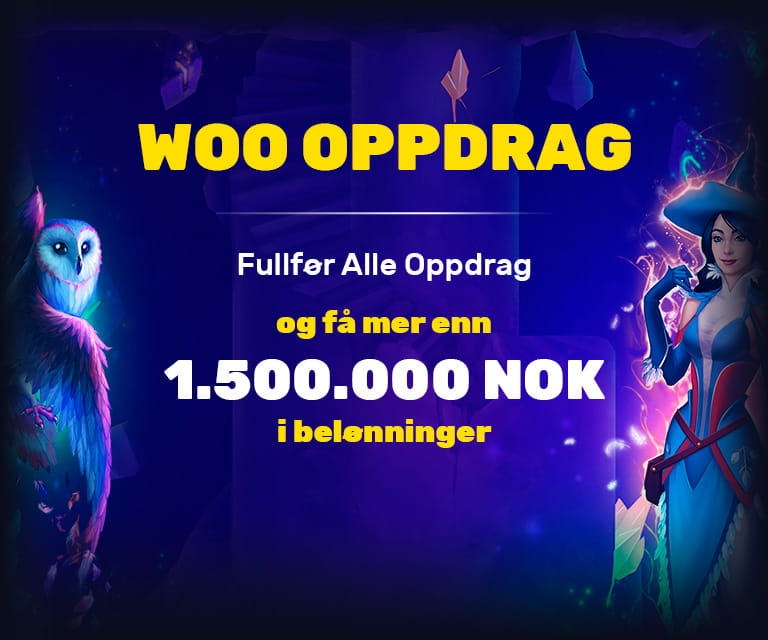 WOO OPPDRAG
Fullfør Alle Oppdrag
og få mer enn
1.500.000 NOK
i belønninger